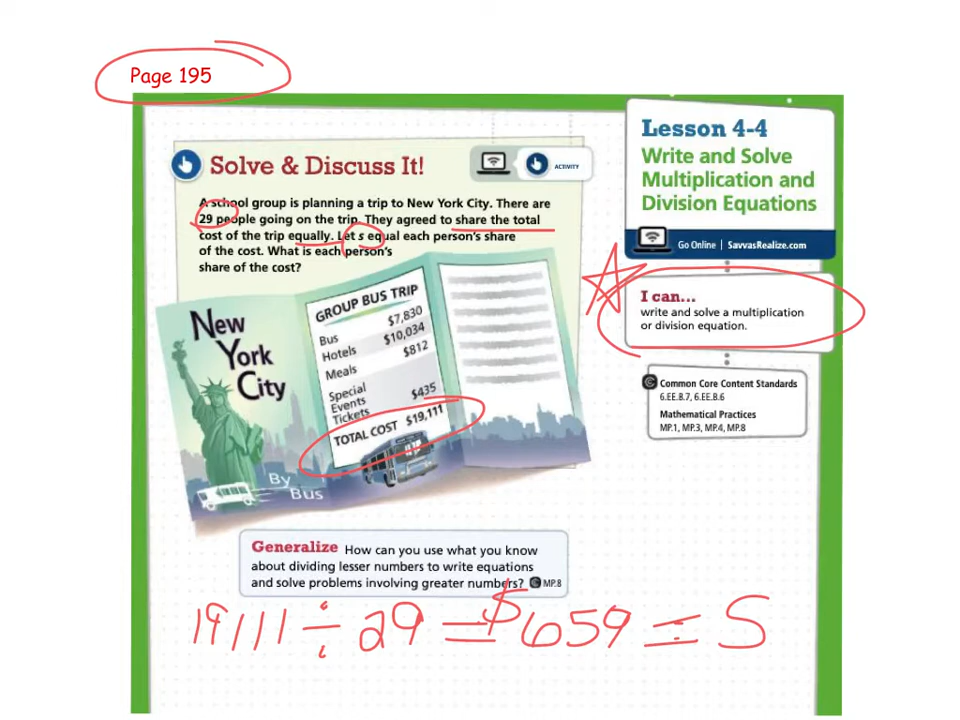 Page 195
Lesson 4-4
Write and Solve
Multiplication and
Division Equations
Go Online | SavvasRealize.com
Solve & Discuss It!
ACTIVITY
A school group is planning a trip to New York City. There are
29 people going on the trip. They agreed to share the total
cost of the trip equally. Let s equal each person's share
of the cost. What is each person's
share of the cost?
I can...
write and solve a multiplication
or division equation.
C Common Core Content Standards
6.EE.B.7, 6.EE.B.6
Mathematical Practices
MP.1, MP.3, MP.4, MP.8
New
York
City
By
Bus
GROUP BUS TRIP
Bus $7,830
Hotels $10,034
Meals $812
Special
Events
Tickets $435
TOTAL COST $19,111
Generalize How can you use what you know
about dividing lesser numbers to write equations
and solve problems involving greater numbers? C MP.8
19111 ÷ 29 = $659 = S